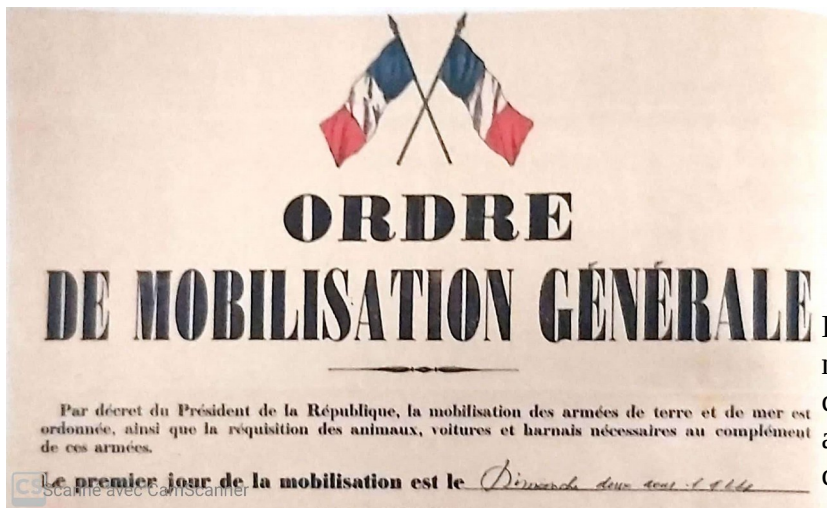 ORDRE
DE MOBILISATION GÉNÉRALE
Par décret du Président de la République, la mobilisation des armées de terre et de mer est
ordonnée, ainsi que la réquisition des animaux, voitures et harnais nécessaires au complément
de ces armées.
Le premier jour de la mobilisation est le Dimanche deux août
CS Scanné avec CamScanner